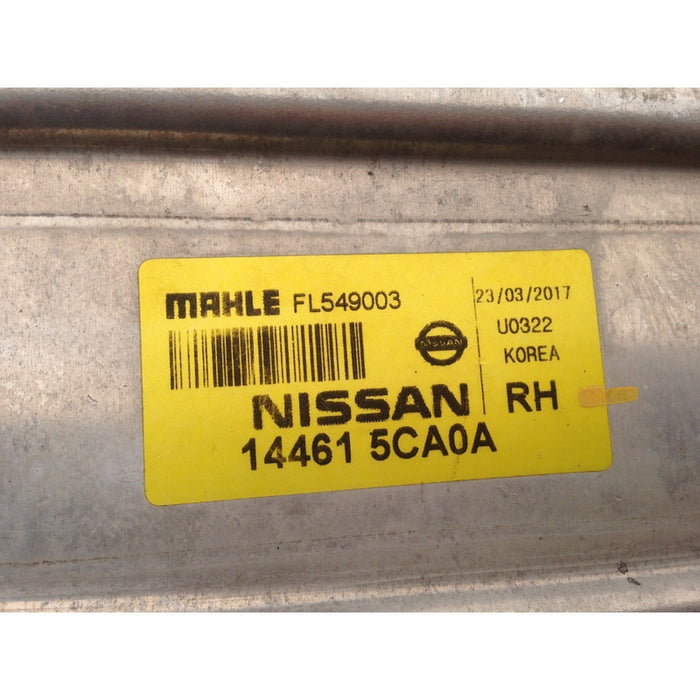 MAHLE FL549003
NISSAN
NISSAN
14461 5CA0A
23/03/2017
U0322
KOREA
RH